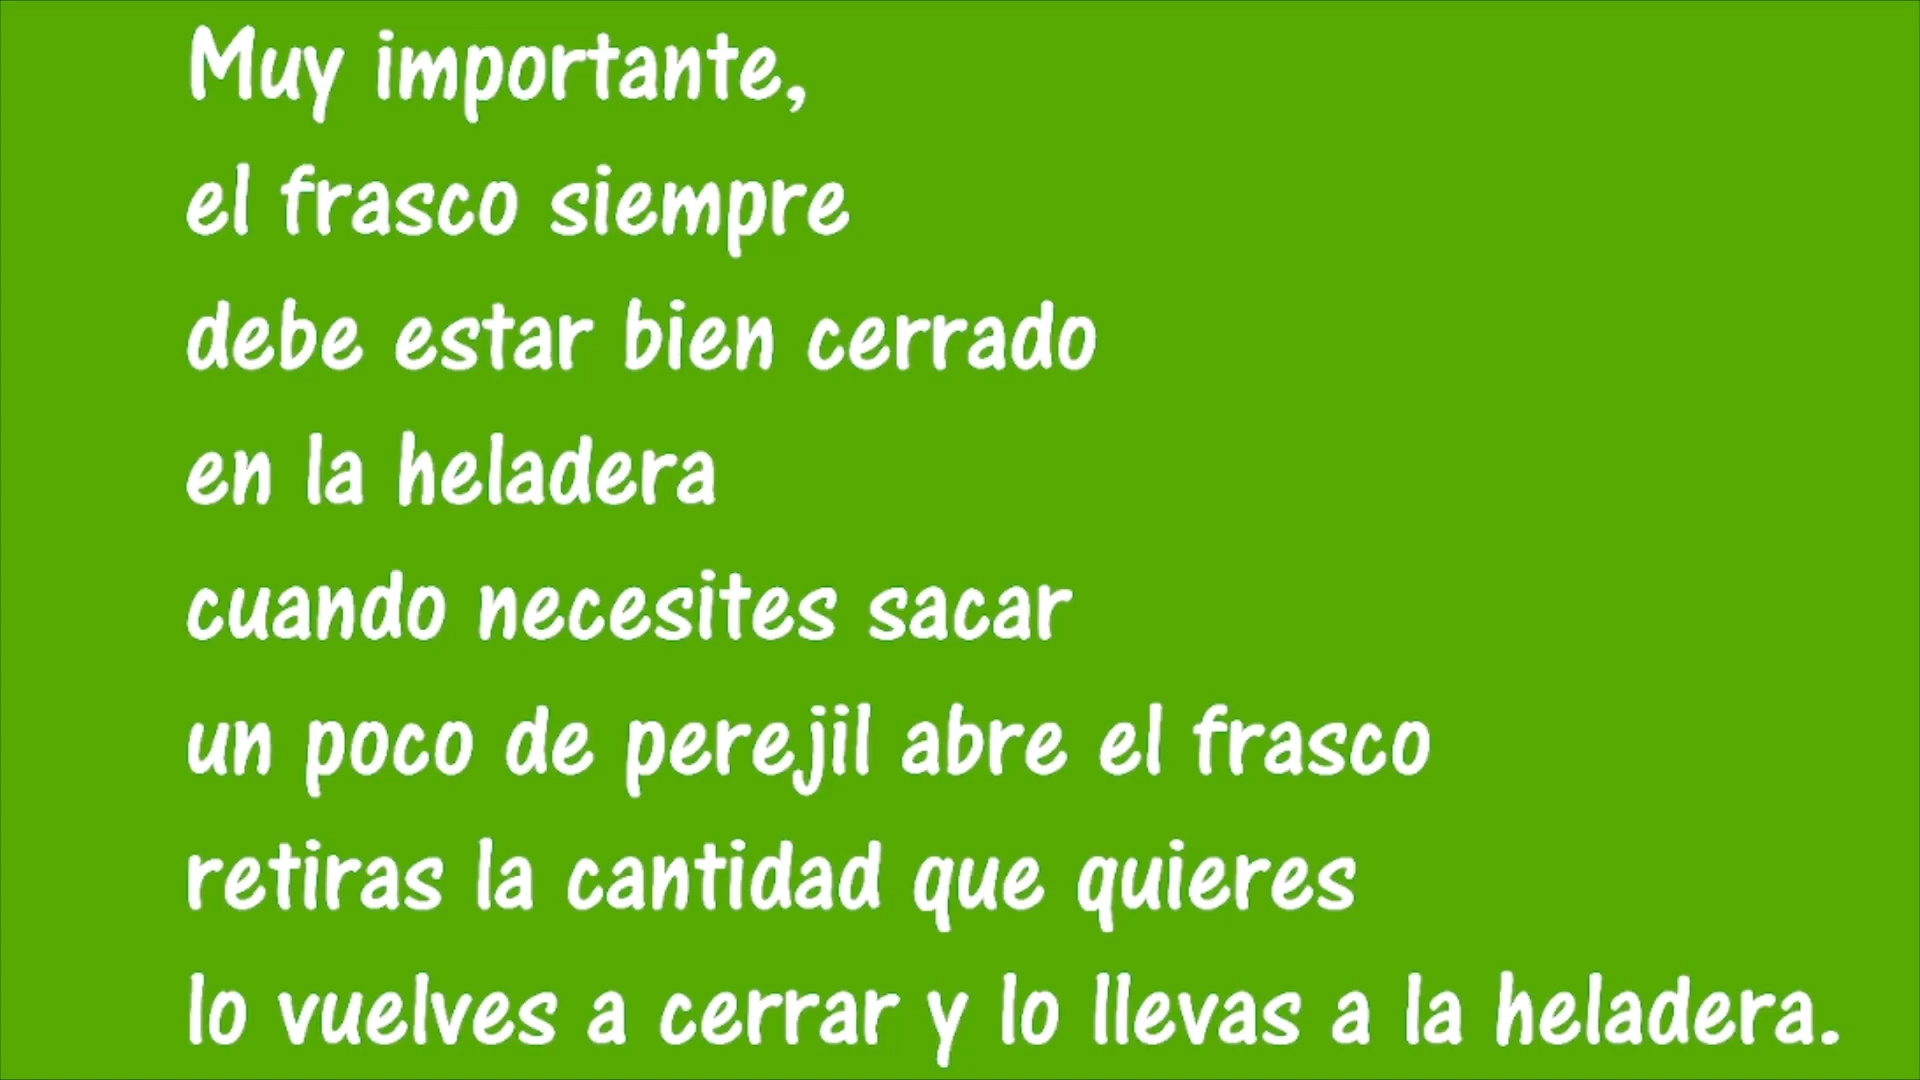 Muy importante,
el frasco siempre
debe estar bien cerrado
en la heladera
cuando necesites sacar
un poco de perejil abre el frasco
retiras la cantidad que quieres
lo vuelves a cerrar y lo llevas a la heladera.